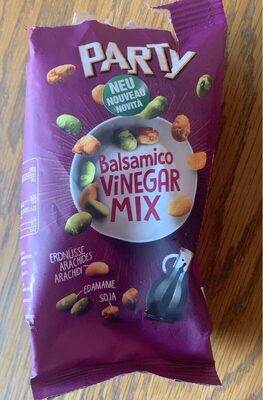 PARTY
NEU
NOUVEAU
NOVITÀ
Balsamico
ViNEGAR
MIX
ERDNÜSSE
ARACHIDES
ARACHIDI
EDAMAME
SOJA